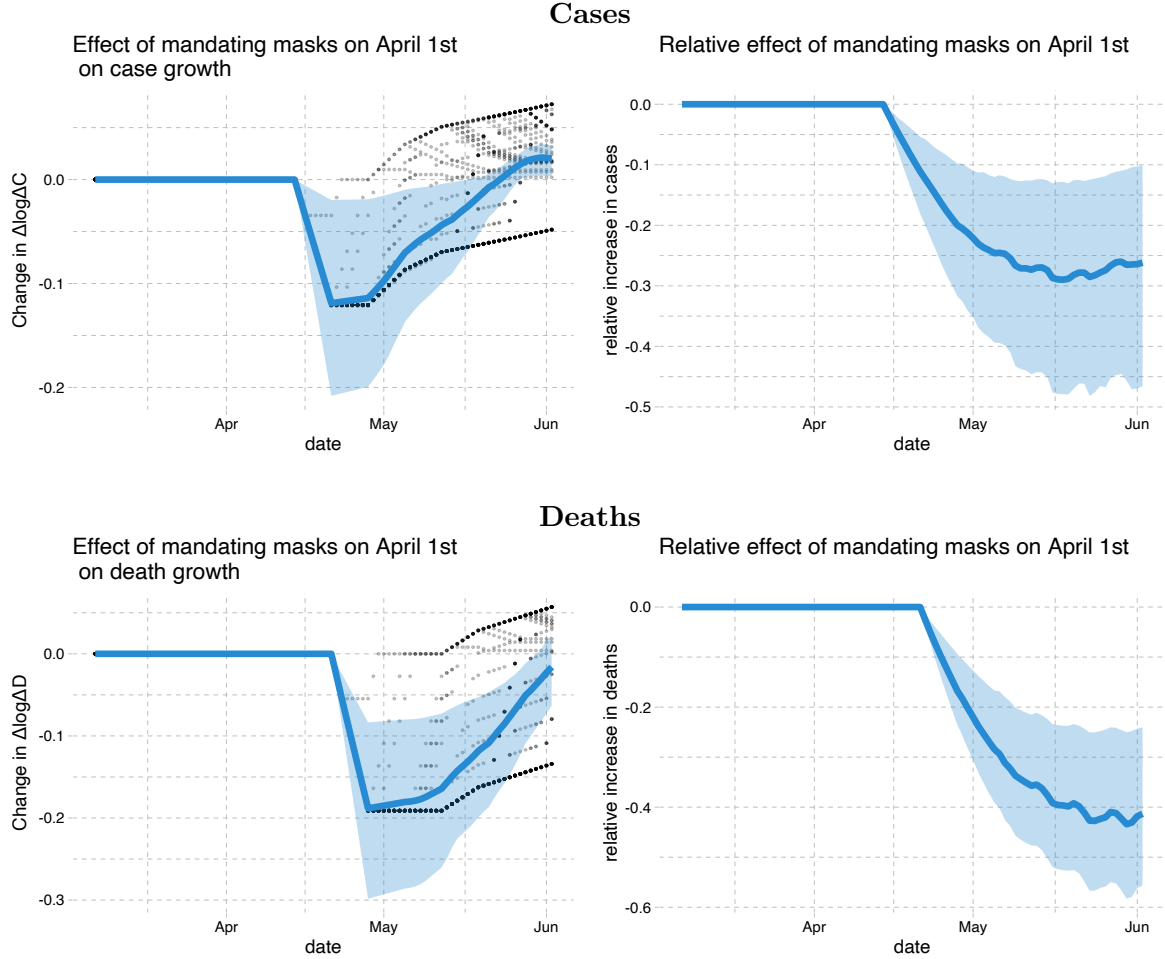 Cases
Effect of mandating masks on April 1st
on case growth
Change in ΔlogΔC
0.0
-0.1
-0.2
Apr
May
Jun
date
Relative effect of mandating masks on April 1st
relative increase in cases
0.0
-0.1
-0.2
-0.3
-0.4
-0.5
Apr
May
Jun
date
Deaths
Effect of mandating masks on April 1st
on death growth
Change in ΔlogΔD
0.0
-0.1
-0.2
-0.3
Apr
May
Jun
date
Relative effect of mandating masks on April 1st
relative increase in deaths
0.0
-0.2
-0.4
-0.6
Apr
May
Jun
date